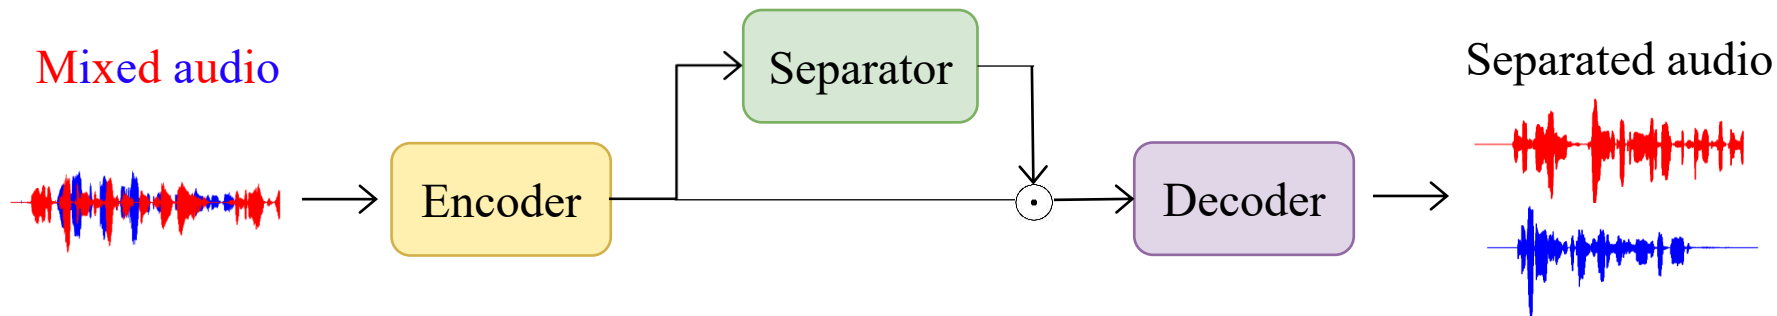 Mixed audio
Encoder
Separator
Decoder
Separated audio